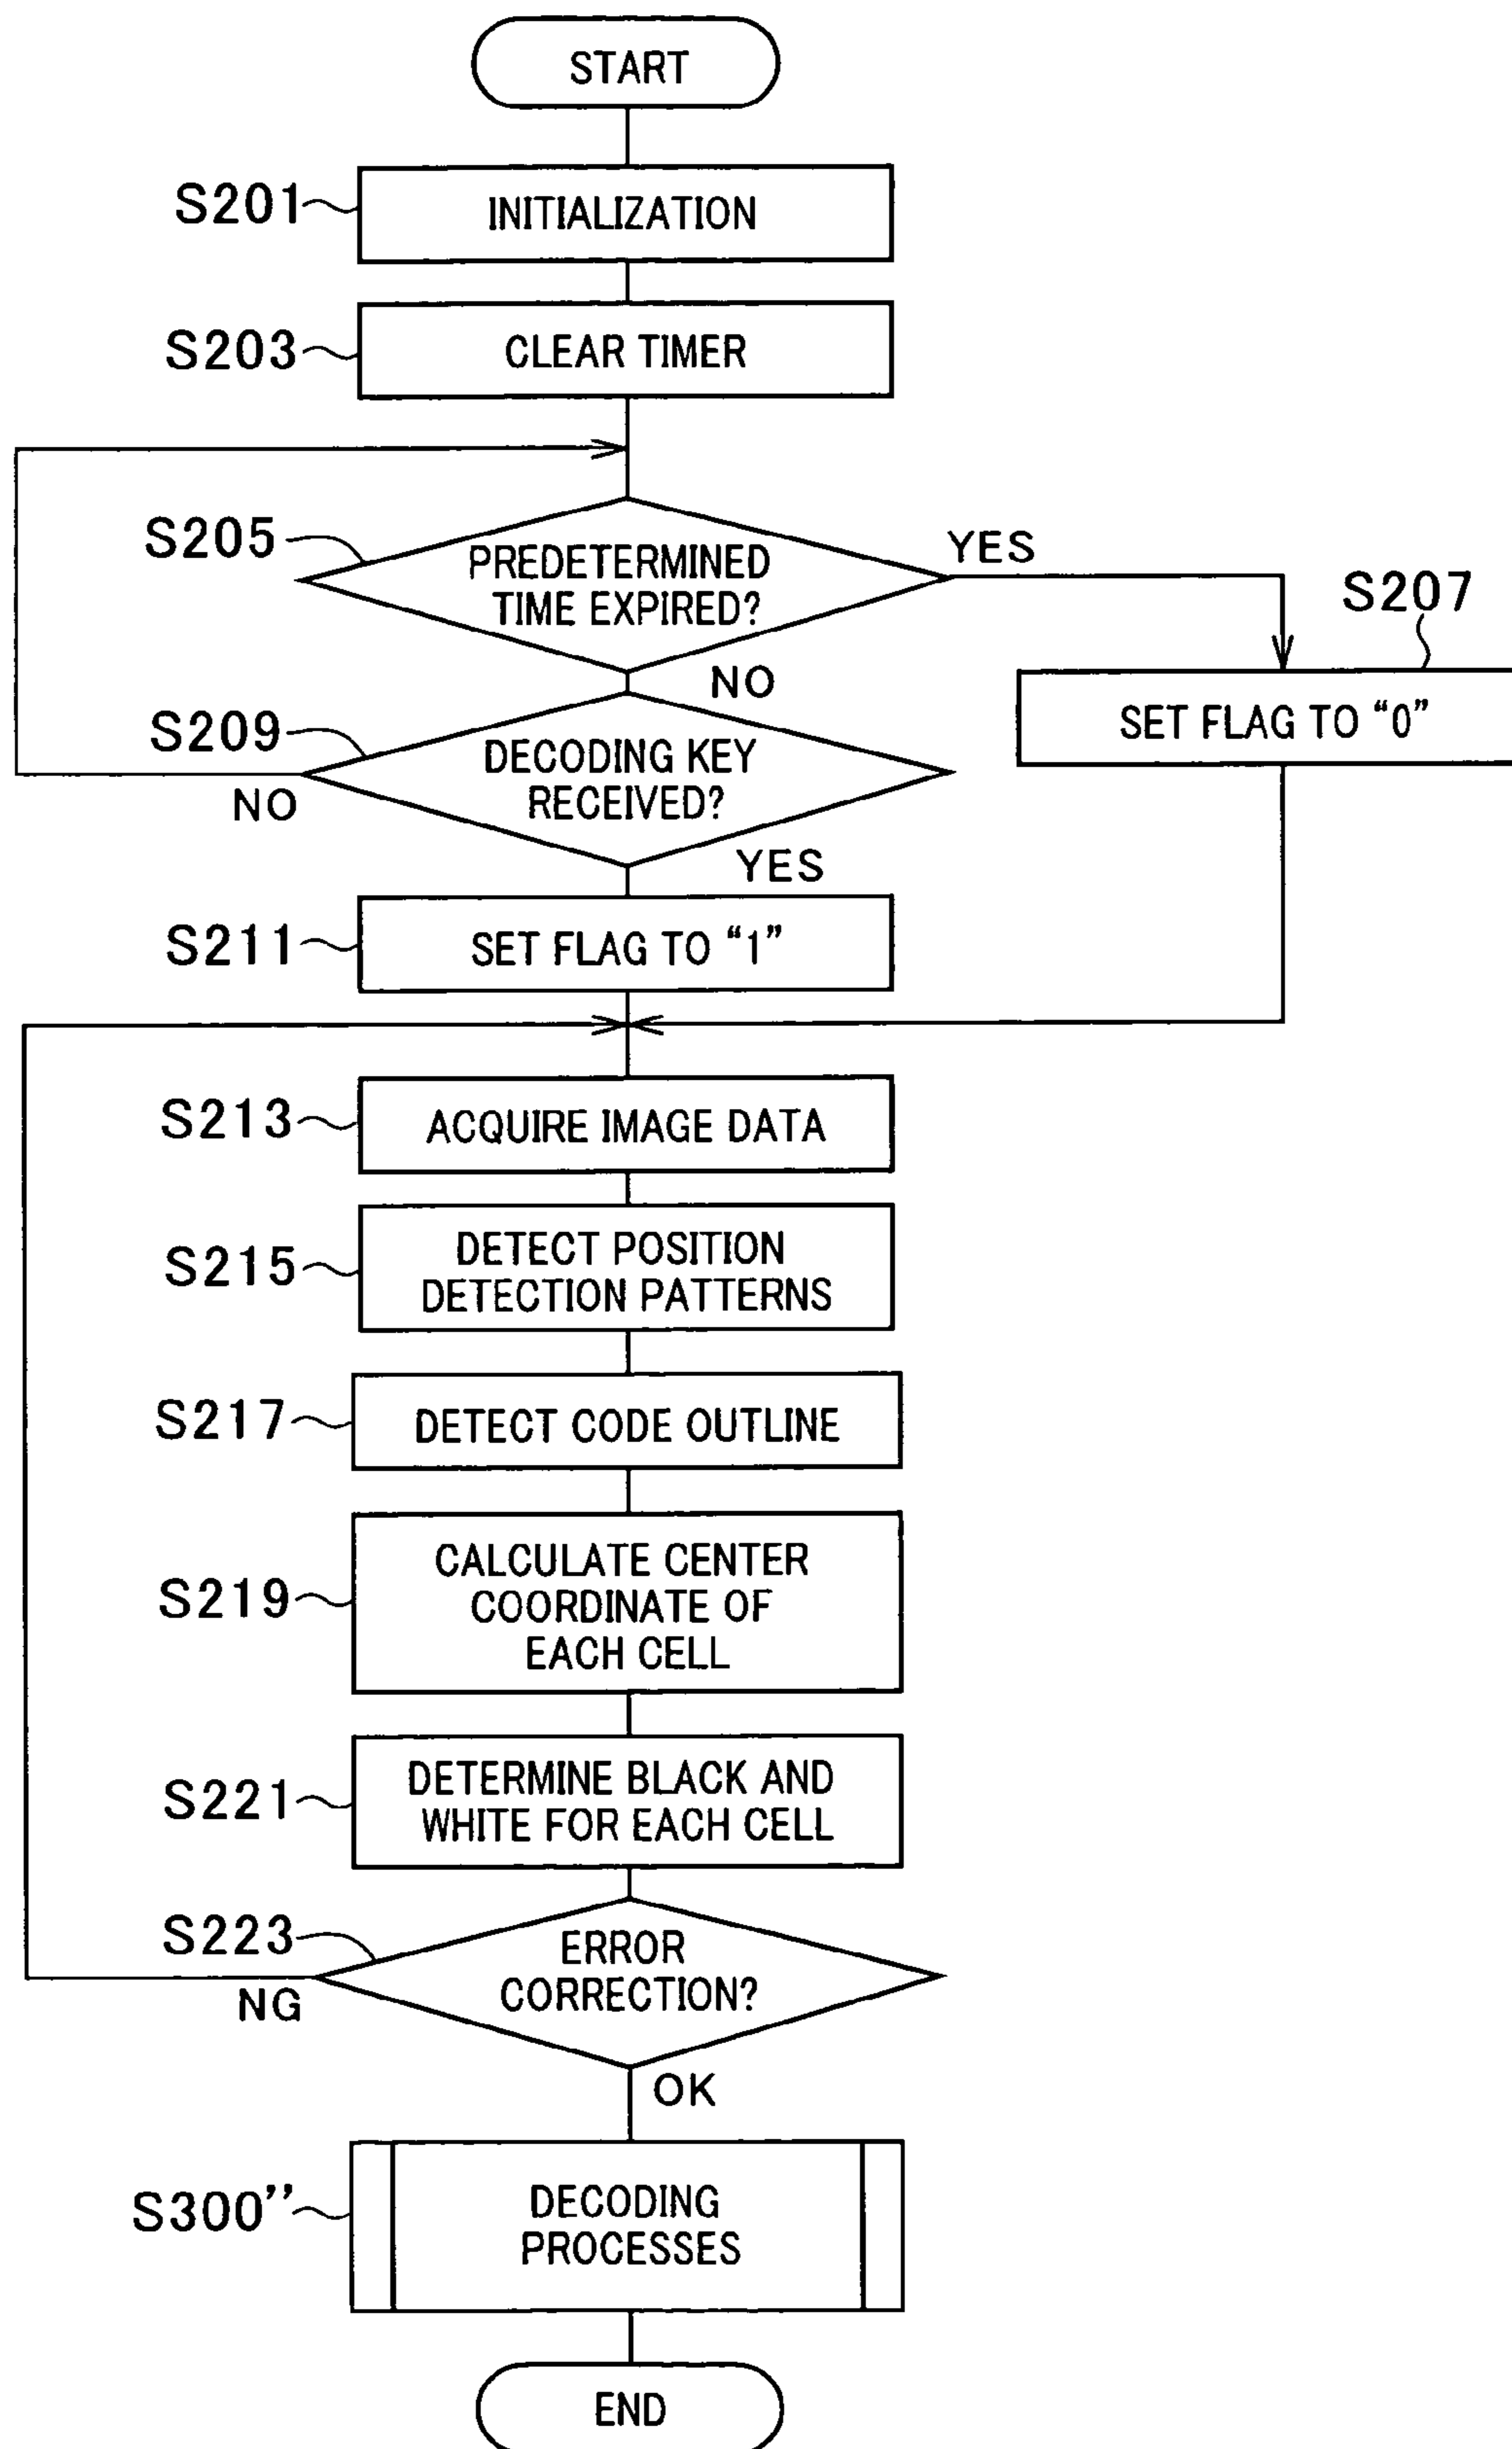 START
S201
INITIALIZATION
S203
CLEAR TIMER
S205
PREDETERMINED
TIME EXPIRED?
YES
S207
SET FLAG TO “0”
NO
S209
DECODING KEY
RECEIVED?
NO
YES
S211
SET FLAG TO “1”
S213
ACQUIRE IMAGE DATA
S215
DETECT POSITION
DETECTION PATTERNS
S217
DETECT CODE OUTLINE
S219
CALCULATE CENTER
COORDINATE OF
EACH CELL
S221
DETERMINE BLACK AND
WHITE FOR EACH CELL
S223
ERROR
CORRECTION?
NG
OK
S300”
DECODING
PROCESSES
END